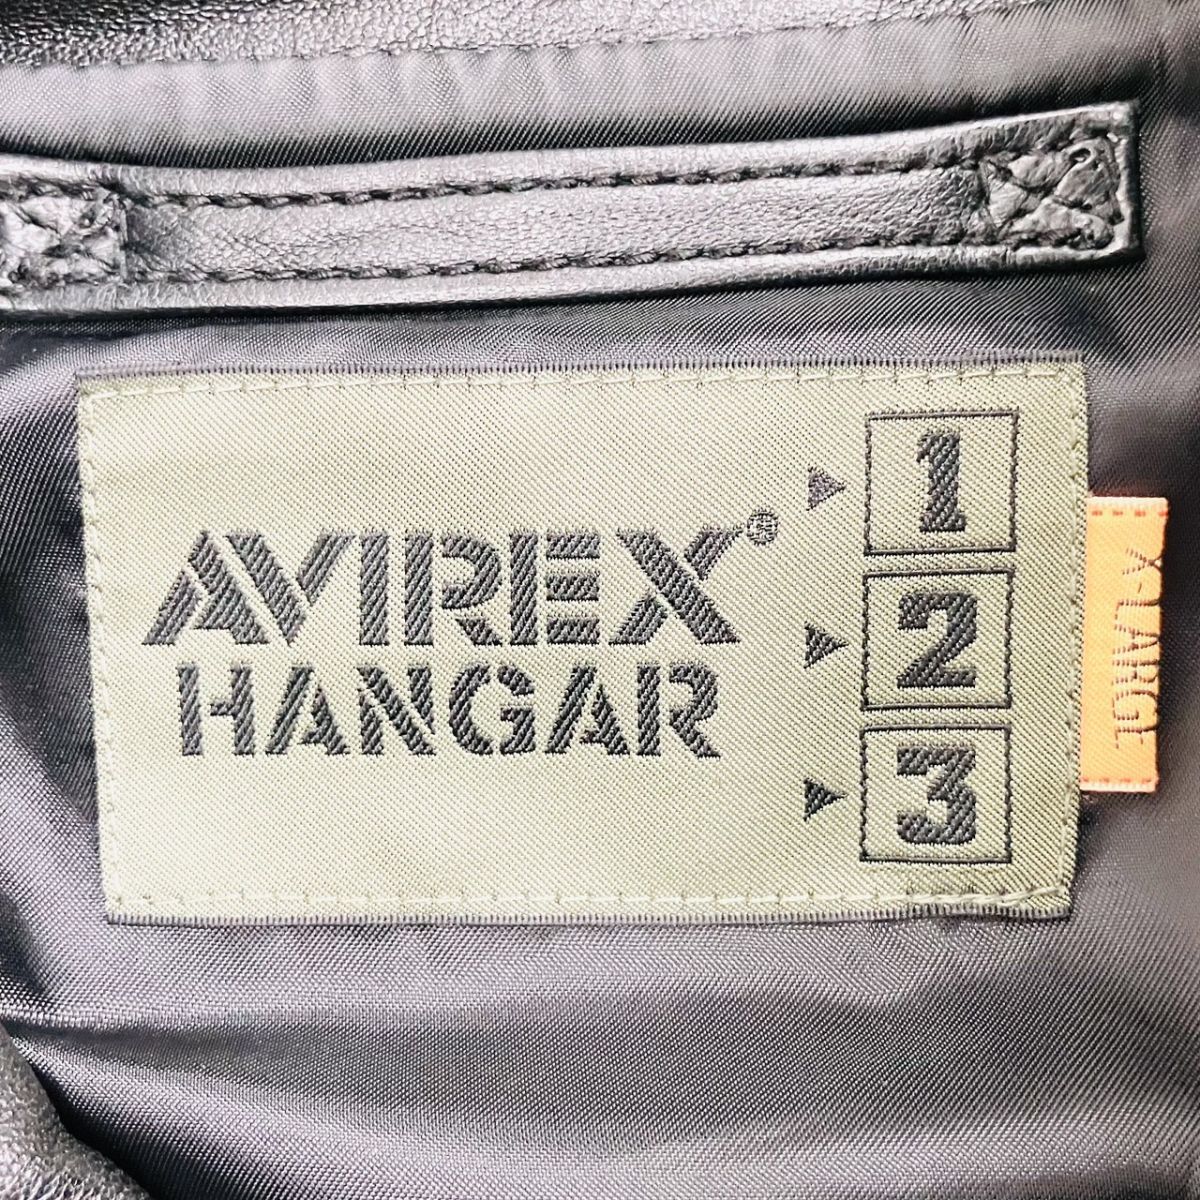 AVIREX®
HANGAR
1
2
3
X-LARGE